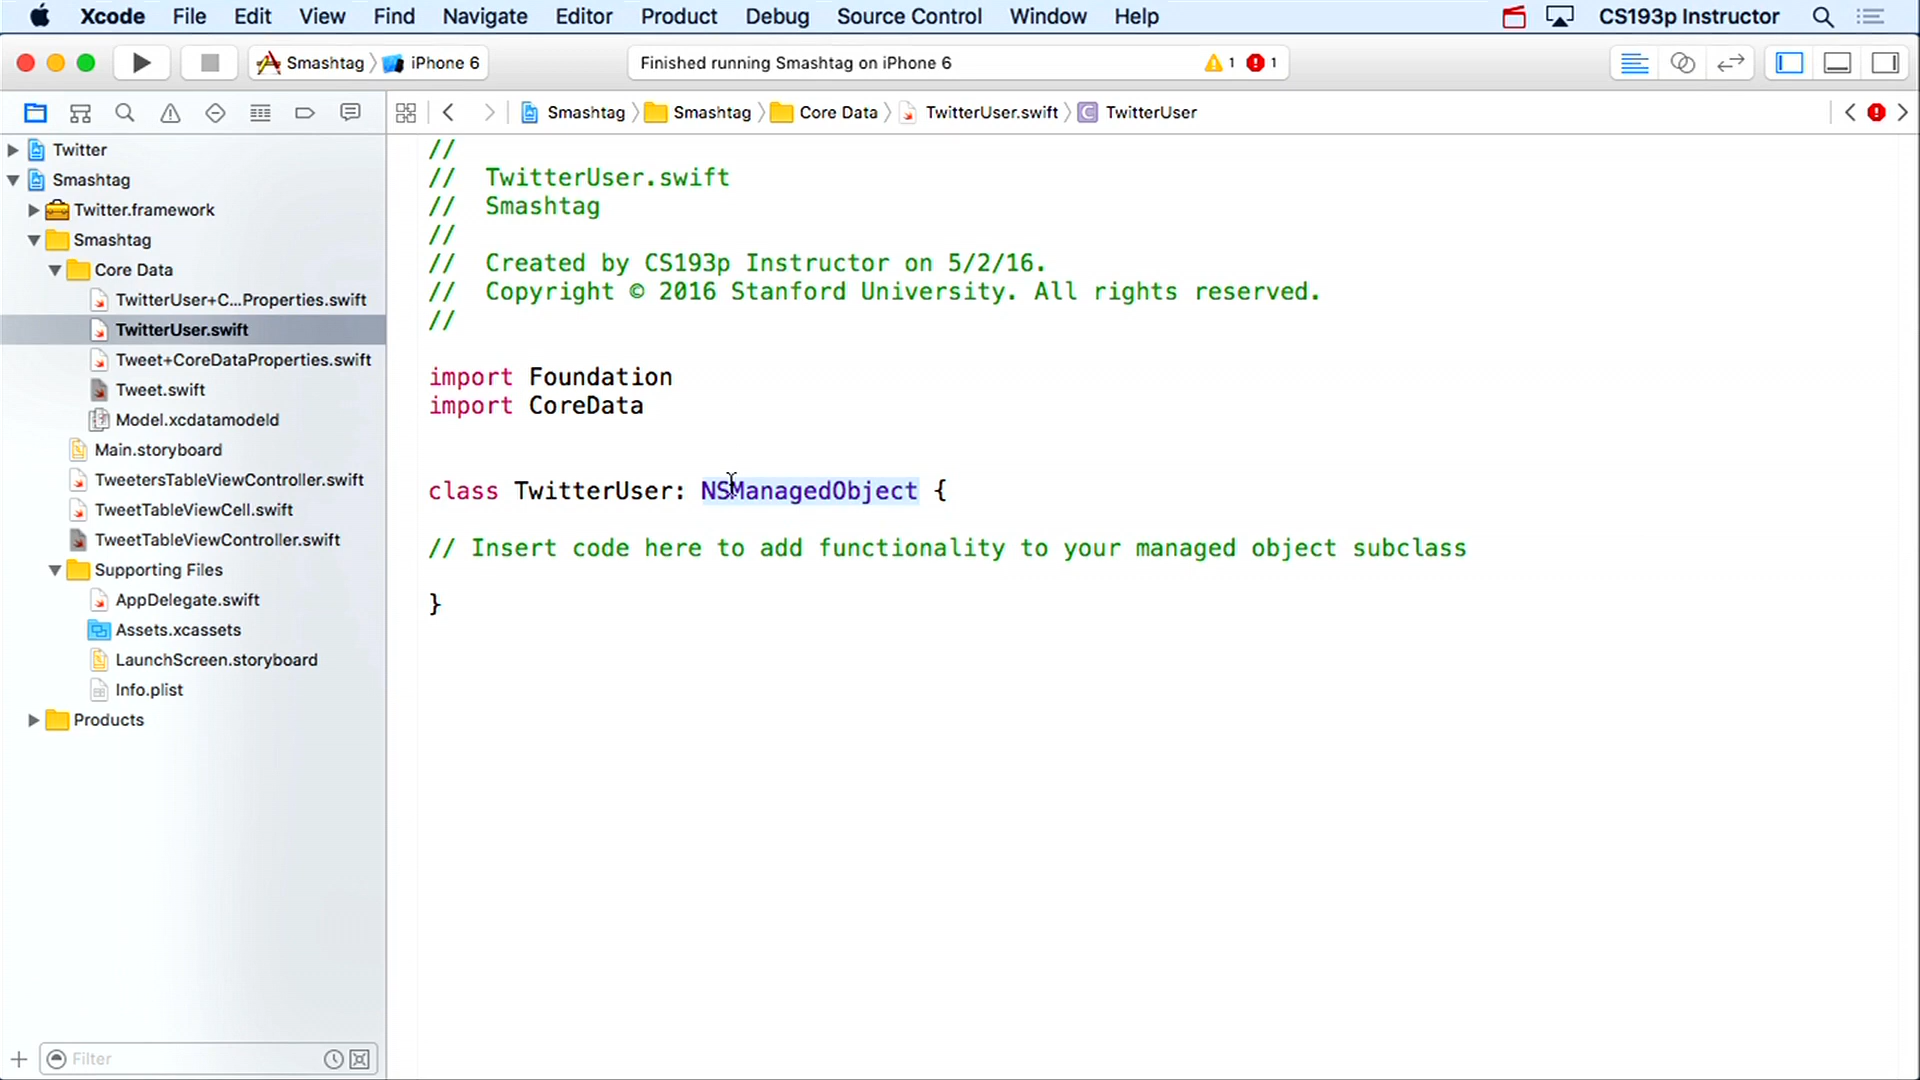 Xcode File Edit View Find Navigate Editor Product Debug Source Control Window Help CS193p Instructor
Smashtag iPhone 6 Finished running Smashtag on iPhone 6 1 1
Smashtag Smashtag Core Data TwitterUser.swift C TwitterUser
Twitter
Smashtag
Twitter.framework
Smashtag
Core Data
TwitterUser+C...Properties.swift
TwitterUser.swift
Tweet+CoreDataProperties.swift
Tweet.swift
Model.xcdatamodeld
Main.storyboard
TweetersTableViewController.swift
TweetTableViewCell.swift
TweetTableViewController.swift
Supporting Files
AppDelegate.swift
Assets.xcassets
LaunchScreen.storyboard
Info.plist
Products
Filter
//
// TwitterUser.swift
// Smashtag
//
// Created by CS193p Instructor on 5/2/16.
// Copyright © 2016 Stanford University. All rights reserved.
//
import Foundation
import CoreData
class TwitterUser: NSManagedObject {
// Insert code here to add functionality to your managed object subclass
}